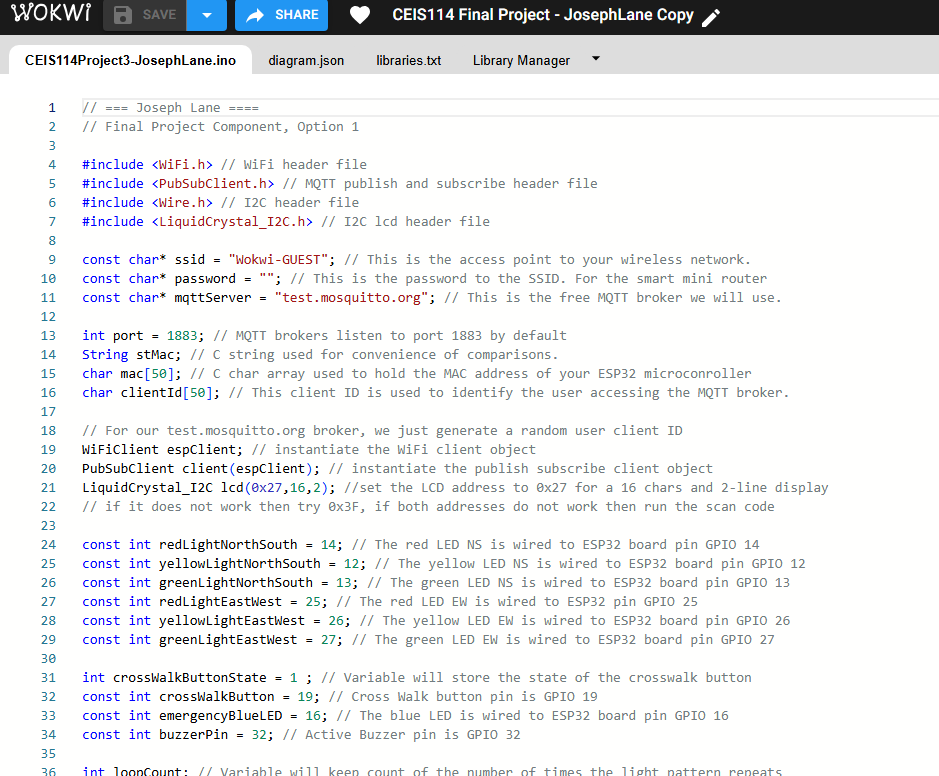 WOKWI SAVE SHARE CEIS114 Final Project - JosephLane Copy
CEIS114Project3-JosephLane.ino diagram.json libraries.txt Library Manager
1 // === Joseph Lane ====
2 // Final Project Component, Option 1
3
4 #include <WiFi.h> // WiFi header file
5 #include <PubSubClient.h> // MQTT publish and subscribe header file
6 #include <Wire.h> // I2C header file
7 #include <LiquidCrystal_I2C.h> // I2C lcd header file
8
9 const char* ssid = "Wokwi-GUEST"; // This is the access point to your wireless network.
10 const char* password = ""; // This is the password to the SSID. For the smart mini router
11 const char* mqttServer = "test.mosquitto.org"; // This is the free MQTT broker we will use.
12
13 int port = 1883; // MQTT brokers listen to port 1883 by default
14 String stMac; // C string used for convenience of comparisons.
15 char mac[50]; // C char array used to hold the MAC address of your ESP32 microconroller
16 char clientId[50]; // This client ID is used to identify the user accessing the MQTT broker.
17
18 // For our test.mosquitto.org broker, we just generate a random user client ID
19 WiFiClient espClient; // instantiate the WiFi client object
20 PubSubClient client(espClient); // instantiate the publish subscribe client object
21 LiquidCrystal_I2C lcd(0x27,16,2); //set the LCD address to 0x27 for a 16 chars and 2-line display
22 // if it does not work then try 0x3F, if both addresses do not work then run the scan code
23
24 const int redLightNorthSouth = 14; // The red LED NS is wired to ESP32 board pin GPIO 14
25 const int yellowLightNorthSouth = 12; // The yellow LED NS is wired to ESP32 board pin GPIO 12
26 const int greenLightNorthSouth = 13; // The green LED NS is wired to ESP32 board pin GPIO 13
27 const int redLightEastWest = 25; // The red LED EW is wired to ESP32 pin GPIO 25
28 const int yellowLightEastWest = 26; // The yellow LED EW is wired to ESP32 board pin GPIO 26
29 const int greenLightEastWest = 27; // The green LED EW is wired to ESP32 board pin GPIO 27
30
31 int crossWalkButtonState = 1 ; // Variable will store the state of the crosswalk button
32 const int crossWalkButton = 19; // Cross Walk button pin is GPIO 19
33 const int emergencyBlueLED = 16; // The blue LED is wired to ESP32 board pin GPIO 16
34 const int buzzerPin = 32; // Active Buzzer pin is GPIO 32
35
36 int loopCount; // Variable will keep count of the number of times the light pattern repeats